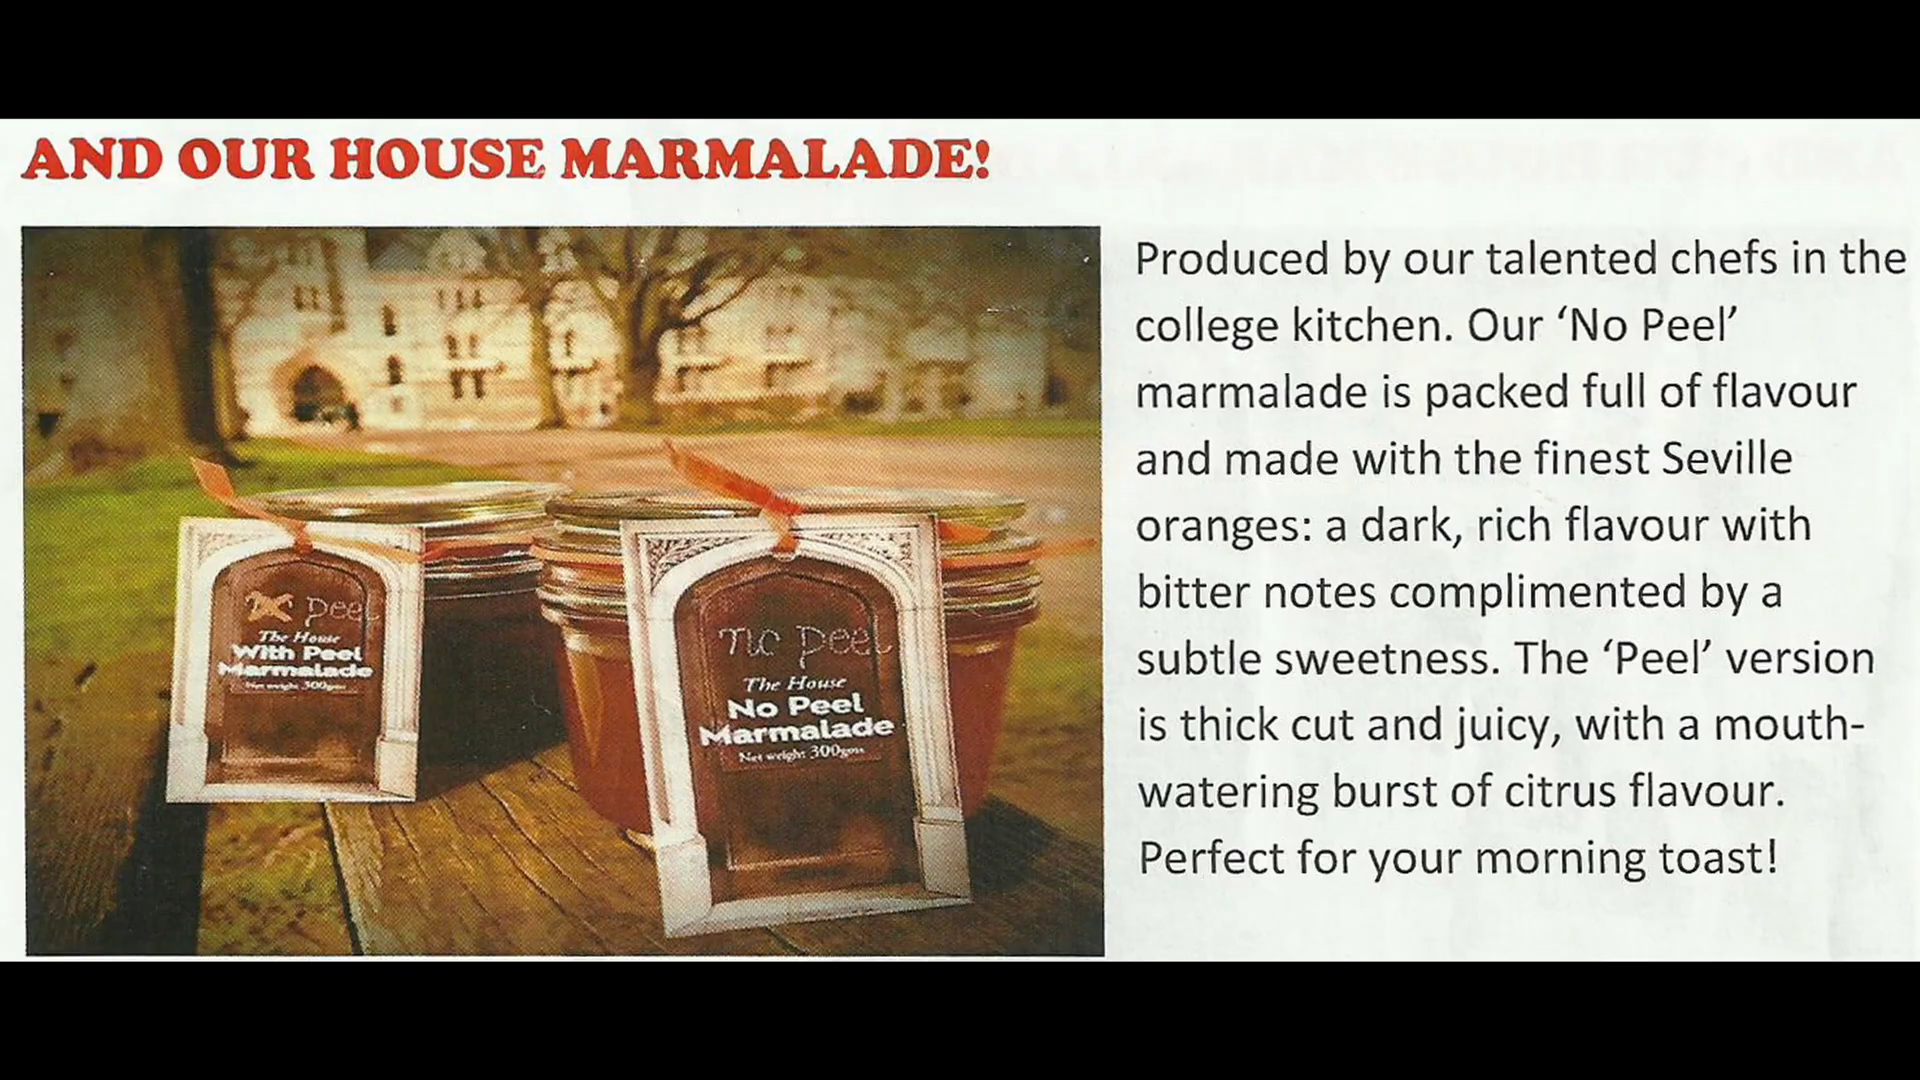 AND OUR HOUSE MARMALADE!
Produced by our talented chefs in the
college kitchen. Our ‘No Peel’
marmalade is packed full of flavour
and made with the finest Seville
oranges: a dark, rich flavour with
bitter notes complimented by a
subtle sweetness. The ‘Peel’ version
is thick cut and juicy, with a mouth-
watering burst of citrus flavour.
Perfect for your morning toast!
peel
The House
With Peel
Marmalade
Net weight 300gms
no peel
The House
No Peel
Marmalade
Net weight 300gms